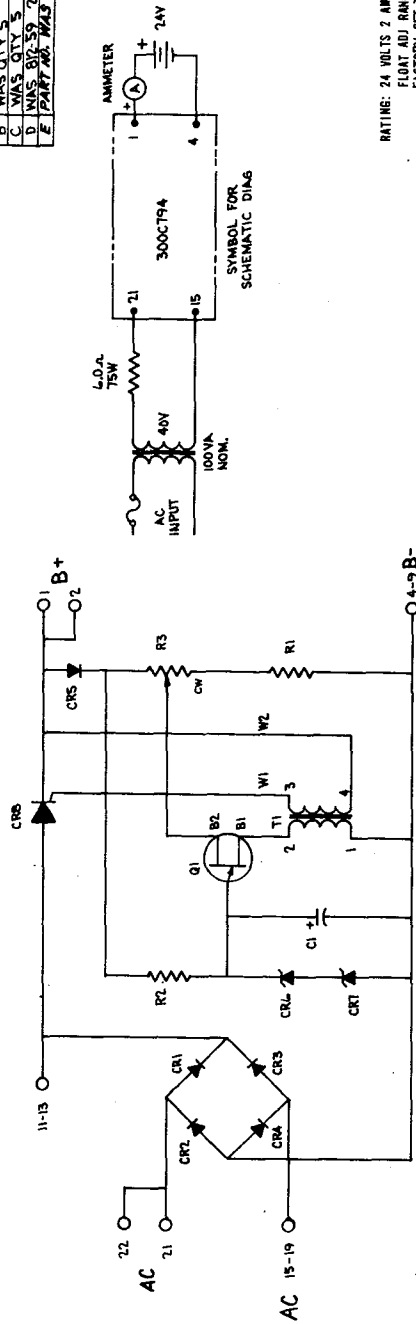 B WAS QTY 5
C WAS QTY 5
D WAS 812-59 2
E PART NO. WAS
AMMETER
+ A +
24V
1
4
300C794
21
15
SYMBOL FOR
SCHEMATIC DIAG
6.0Ω
75W
40V
100VA
NOM.
AC
INPUT
RATING: 24 VOLTS 2 AM
FLOAT ADJ RAN
1 B+
2
CR8
CR5
R3
CW
R1
W2
W1
3
4
T1
2
1
B2
B1
Q1
R2
C1 +
CR6
CR7
4-9 B-
11-13
CR1
CR2
CR3
CR4
22
AC 21
AC 15-19